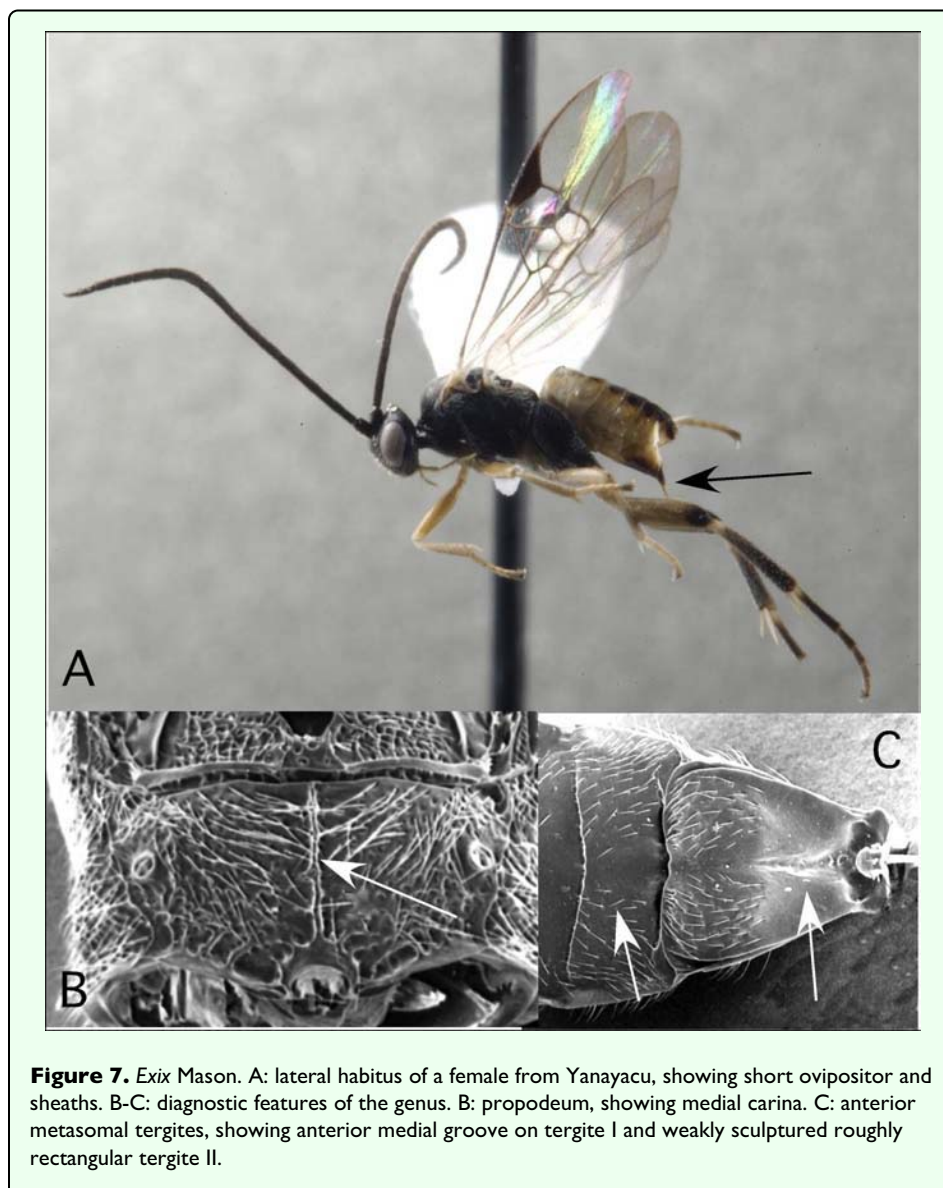 A
B
C
Figure 7. Exix Mason. A: lateral habitus of a female from Yanayacu, showing short ovipositor and
sheaths. B-C: diagnostic features of the genus. B: propodeum, showing medial carina. C: anterior
metasomal tergites, showing anterior medial groove on tergite I and weakly sculptured roughly
rectangular tergite II.